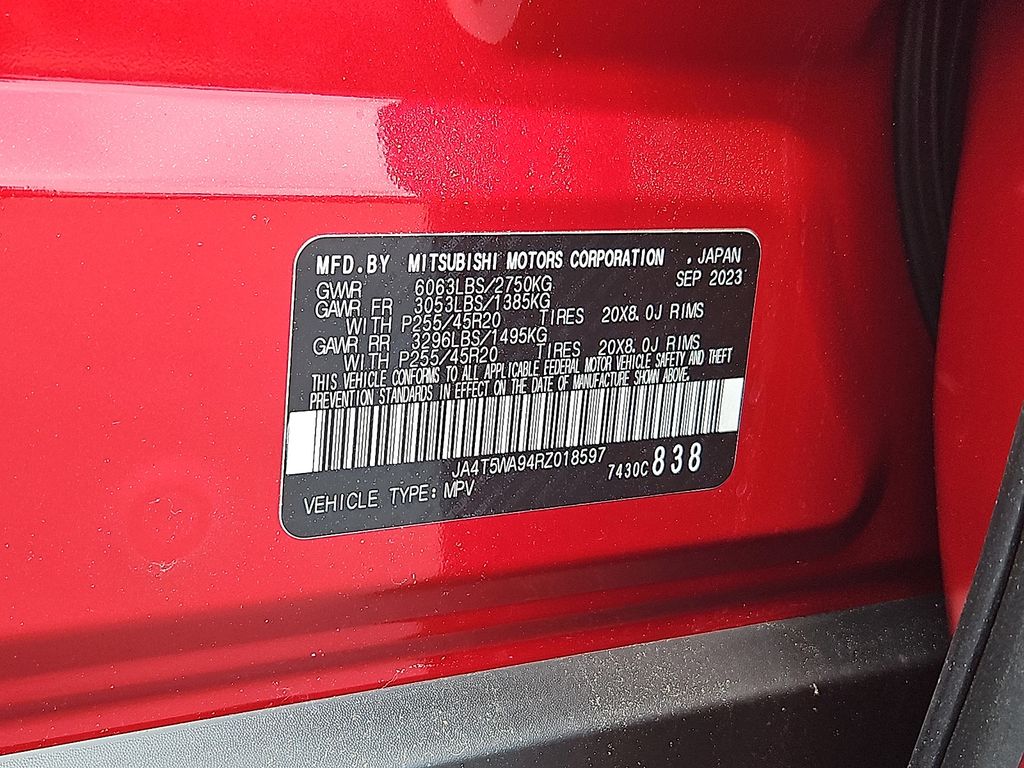 MFD.BY MITSUBISHI MOTORS CORPORATION , JAPAN
SEP 2023
GVWR 6063LBS/2750KG
GAWR FR 3053LBS/1385KG
WITH P255/45R20 TIRES 20X8.0J RIMS
GAWR RR 3296LBS/1495KG
WITH P255/45R20 TIRES 20X8.0J RIMS
THIS VEHICLE CONFORMS TO ALL APPLICABLE FEDERAL MOTOR VEHICLE SAFETY AND THEFT
PREVENTION STANDARDS IN EFFECT ON THE DATE OF MANUFACTURE SHOWN ABOVE.
JA4T5WA94RZ018597
7430C838
VEHICLE TYPE: MPV